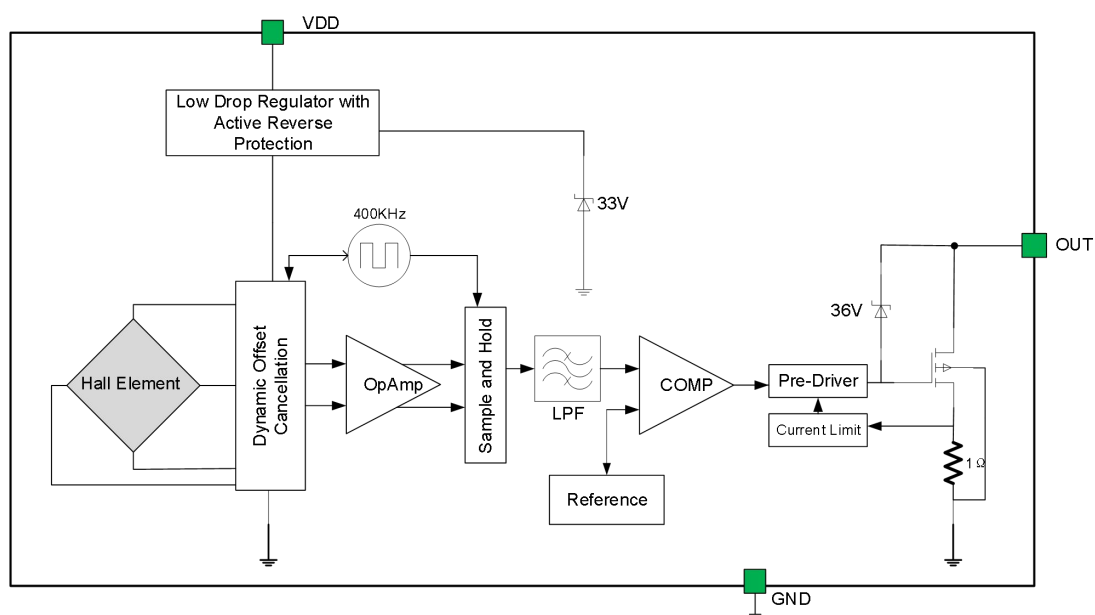 VDD
Low Drop Regulator with
Active Reverse
Protection
33V
400KHz
OUT
36V
Hall Element
Dynamic Offset
Cancellation
OpAmp
Sample and Hold
LPF
COMP
Pre-Driver
Current Limit
1 Ω
Reference
GND